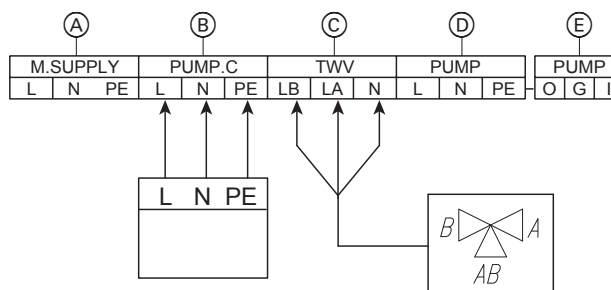 A B C D E
M.SUPPLY PUMP.C TWV PUMP PUMP
L N PE L N PE LB LA N L N PE O G I
L N PE
B A
AB